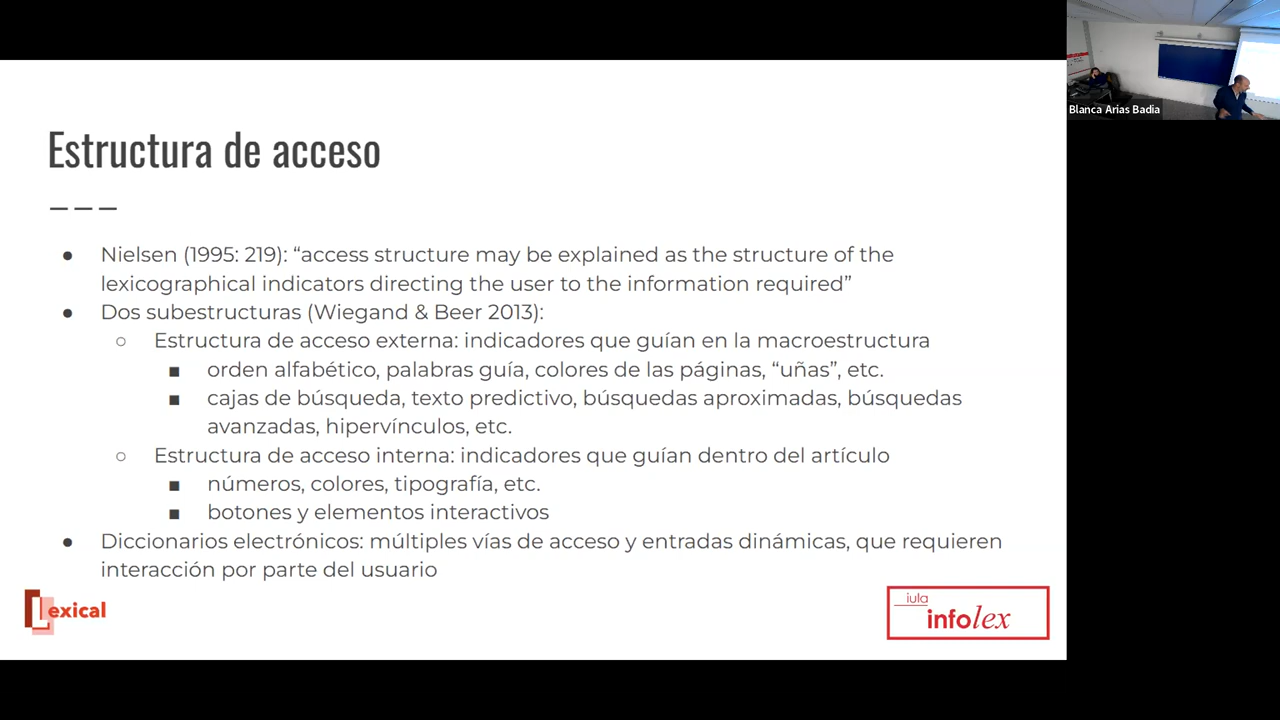 Estructura de acceso
● Nielsen (1995: 219): “access structure may be explained as the structure of the
lexicographical indicators directing the user to the information required”
● Dos subestructuras (Wiegand & Beer 2013):
○ Estructura de acceso externa: indicadores que guían en la macroestructura
■ orden alfabético, palabras guía, colores de las páginas, “uñas”, etc.
■ cajas de búsqueda, texto predictivo, búsquedas aproximadas, búsquedas
avanzadas, hipervínculos, etc.
○ Estructura de acceso interna: indicadores que guían dentro del artículo
■ números, colores, tipografía, etc.
■ botones y elementos interactivos
● Diccionarios electrónicos: múltiples vías de acceso y entradas dinámicas, que requieren
interacción por parte del usuario
Lexical
iula
infolex
Blanca Arias Badia